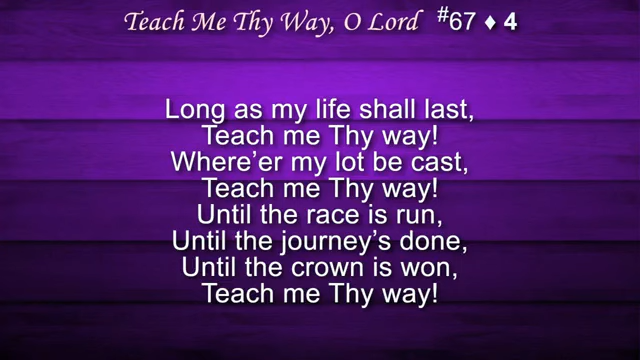 Teach Me Thy Way, O Lord #67 ♦ 4
Long as my life shall last,
Teach me Thy way!
Where’er my lot be cast,
Teach me Thy way!
Until the race is run,
Until the journey’s done,
Until the crown is won,
Teach me Thy way!